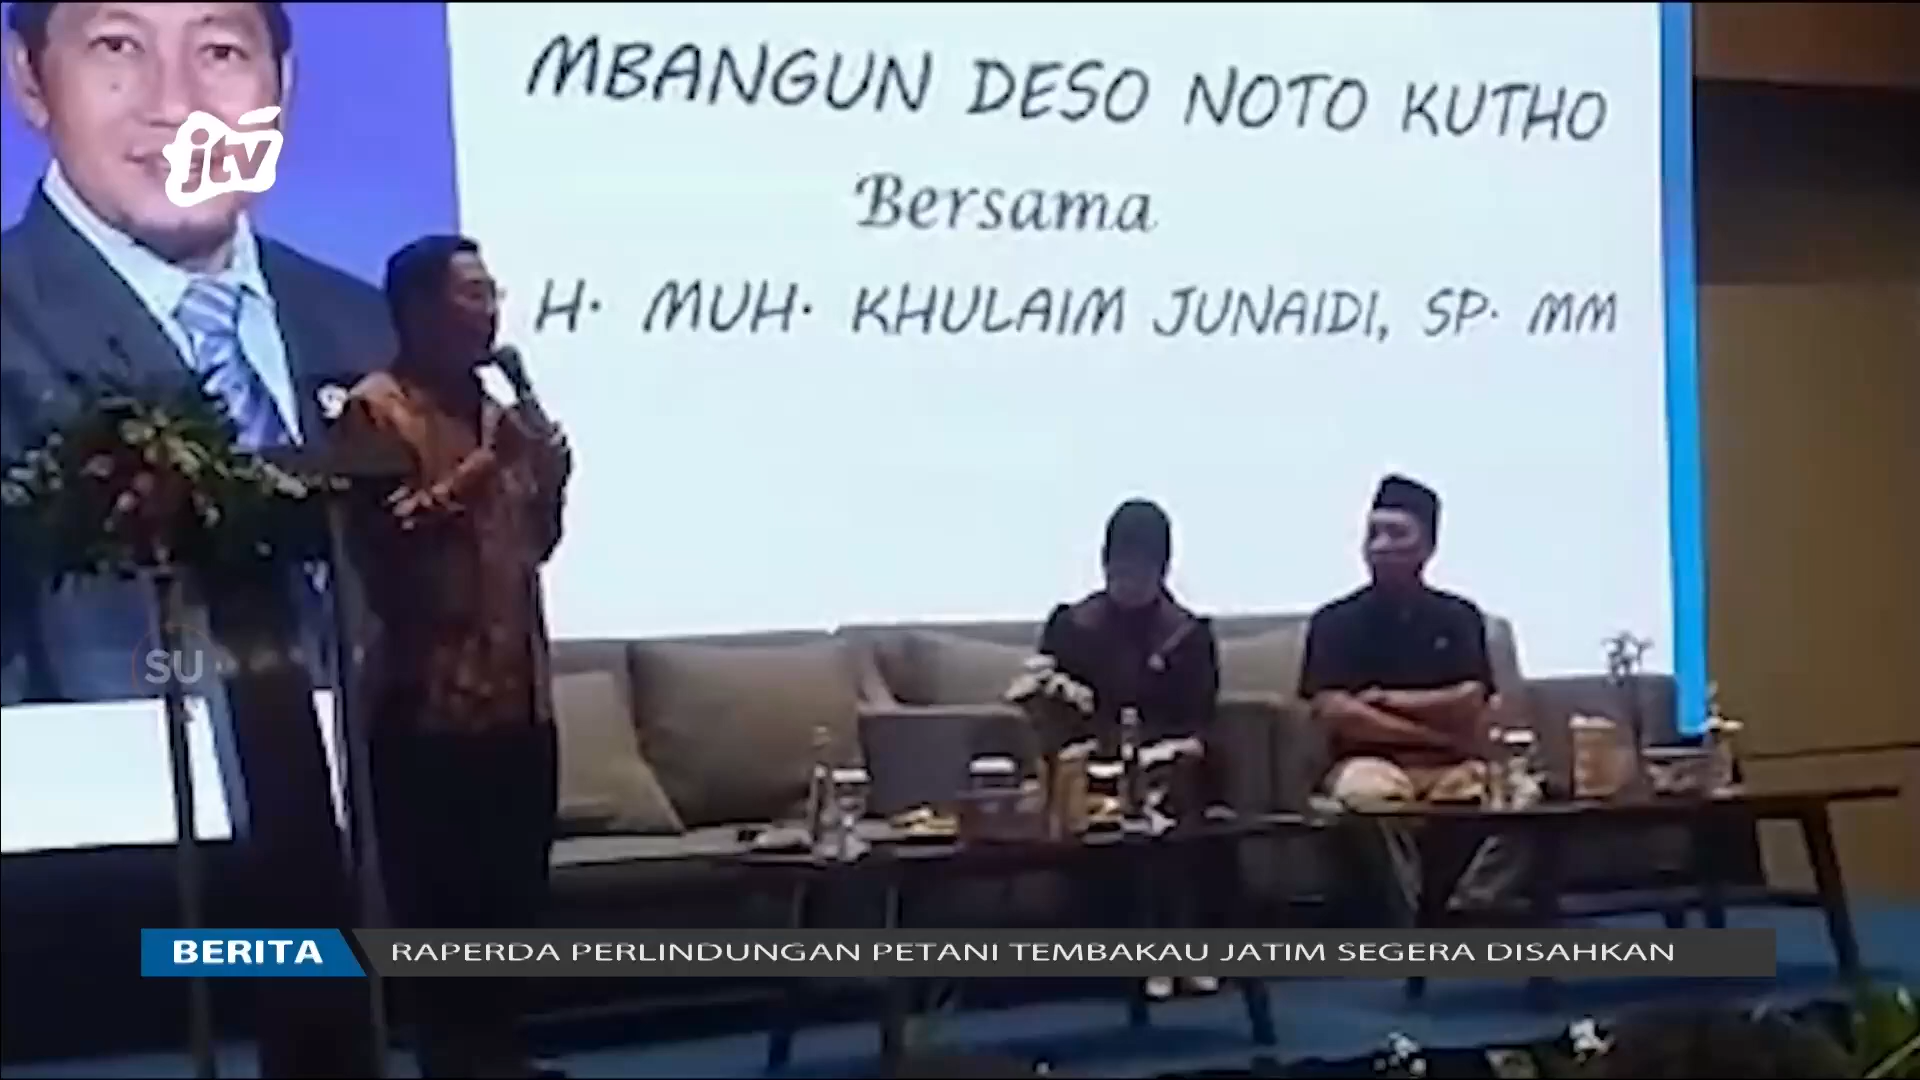 MBANGUN DESO NOTO KUTHO
Bersama
H. MUH. KHULAIM JUNAIDI, SP. MM
jtv
SU
BERITA
RAPERDA PERLINDUNGAN PETANI TEMBAKAU JATIM SEGERA DISAHKAN